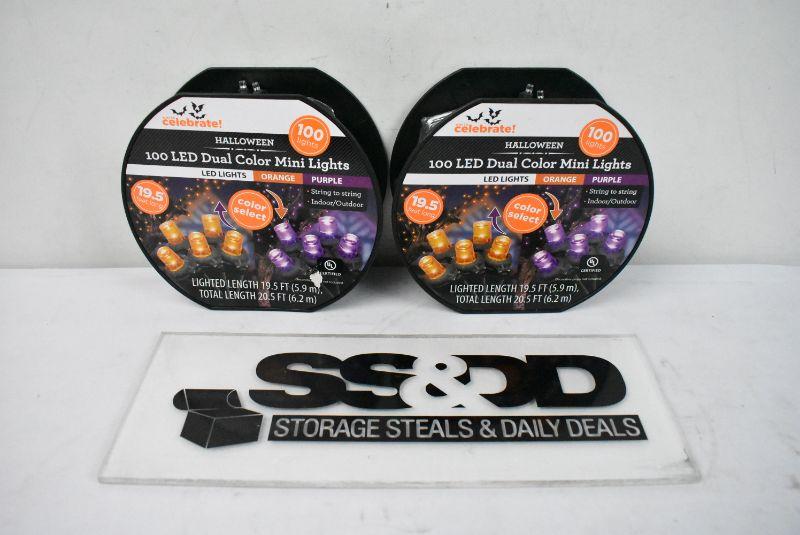 celebrate!
100 lights
HALLOWEEN
100 LED Dual Color Mini Lights
LED LIGHTS ORANGE PURPLE
· String to string
· Indoor/Outdoor
19.5 feet long
color select
UL
CERTIFIED
LIGHTED LENGTH 19.5 FT (5.9 m),
TOTAL LENGTH 20.5 FT (6.2 m)
celebrate!
100 lights
HALLOWEEN
100 LED Dual Color Mini Lights
LED LIGHTS ORANGE PURPLE
· String to string
· Indoor/Outdoor
19.5 feet long
color select
UL
CERTIFIED
LIGHTED LENGTH 19.5 FT (5.9 m),
TOTAL LENGTH 20.5 FT (6.2 m)
SS&DD
STORAGE STEALS & DAILY DEALS